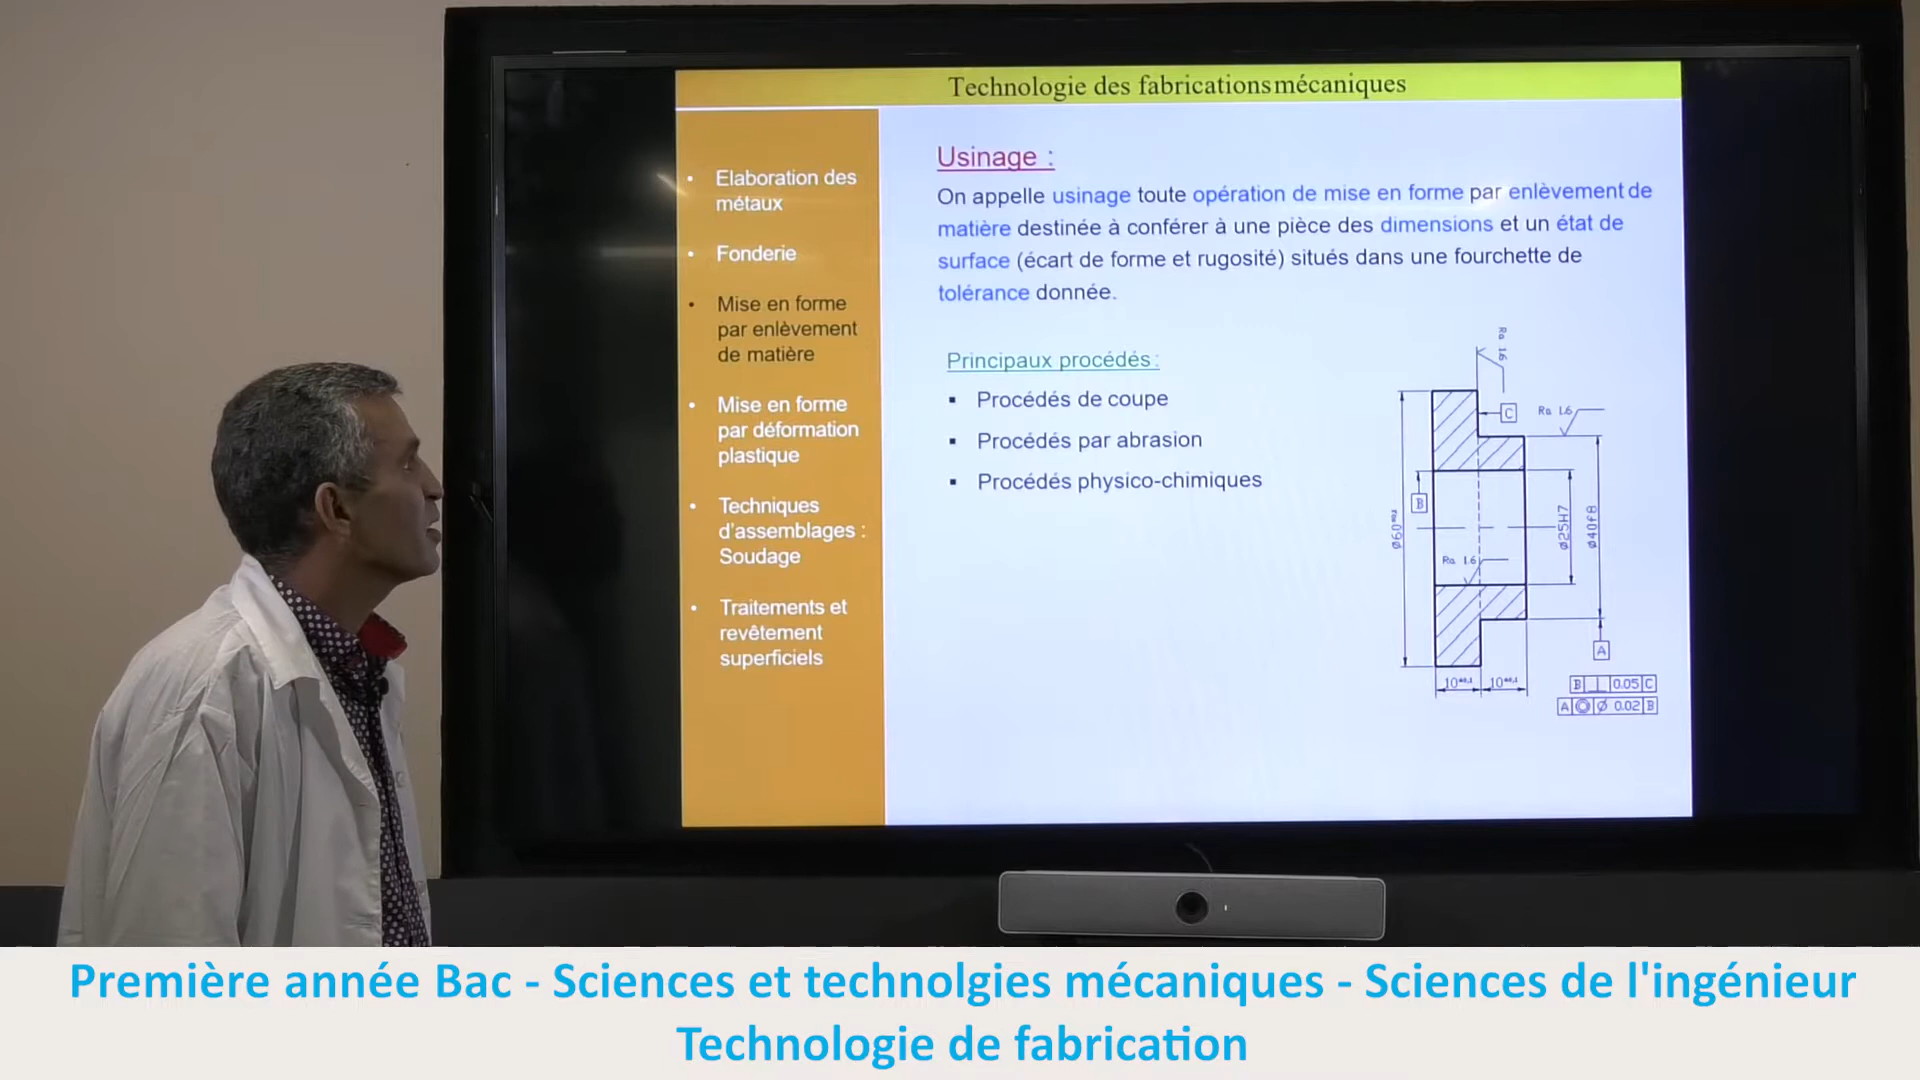 Technologie des fabrications mécaniques
• Elaboration des
métaux
• Fonderie
• Mise en forme
par enlèvement
de matière
• Mise en forme
par déformation
plastique
• Techniques
d'assemblages :
Soudage
• Traitements et
revêtement
superficiels
Usinage :
On appelle usinage toute opération de mise en forme par enlèvement de
matière destinée à conférer à une pièce des dimensions et un état de
surface (écart de forme et rugosité) situés dans une fourchette de
tolérance donnée.
Principaux procédés :
▪ Procédés de coupe
▪ Procédés par abrasion
▪ Procédés physico-chimiques
Ra 1.6
C
Ra 1.6
B
Ø60
Ø25H7
Ø40f8
Ra 1.6
A
10 10
B ⊥ 0.05 C
A ◎ Ø 0.02 B
Première année Bac - Sciences et technolgies mécaniques - Sciences de l'ingénieur
Technologie de fabrication